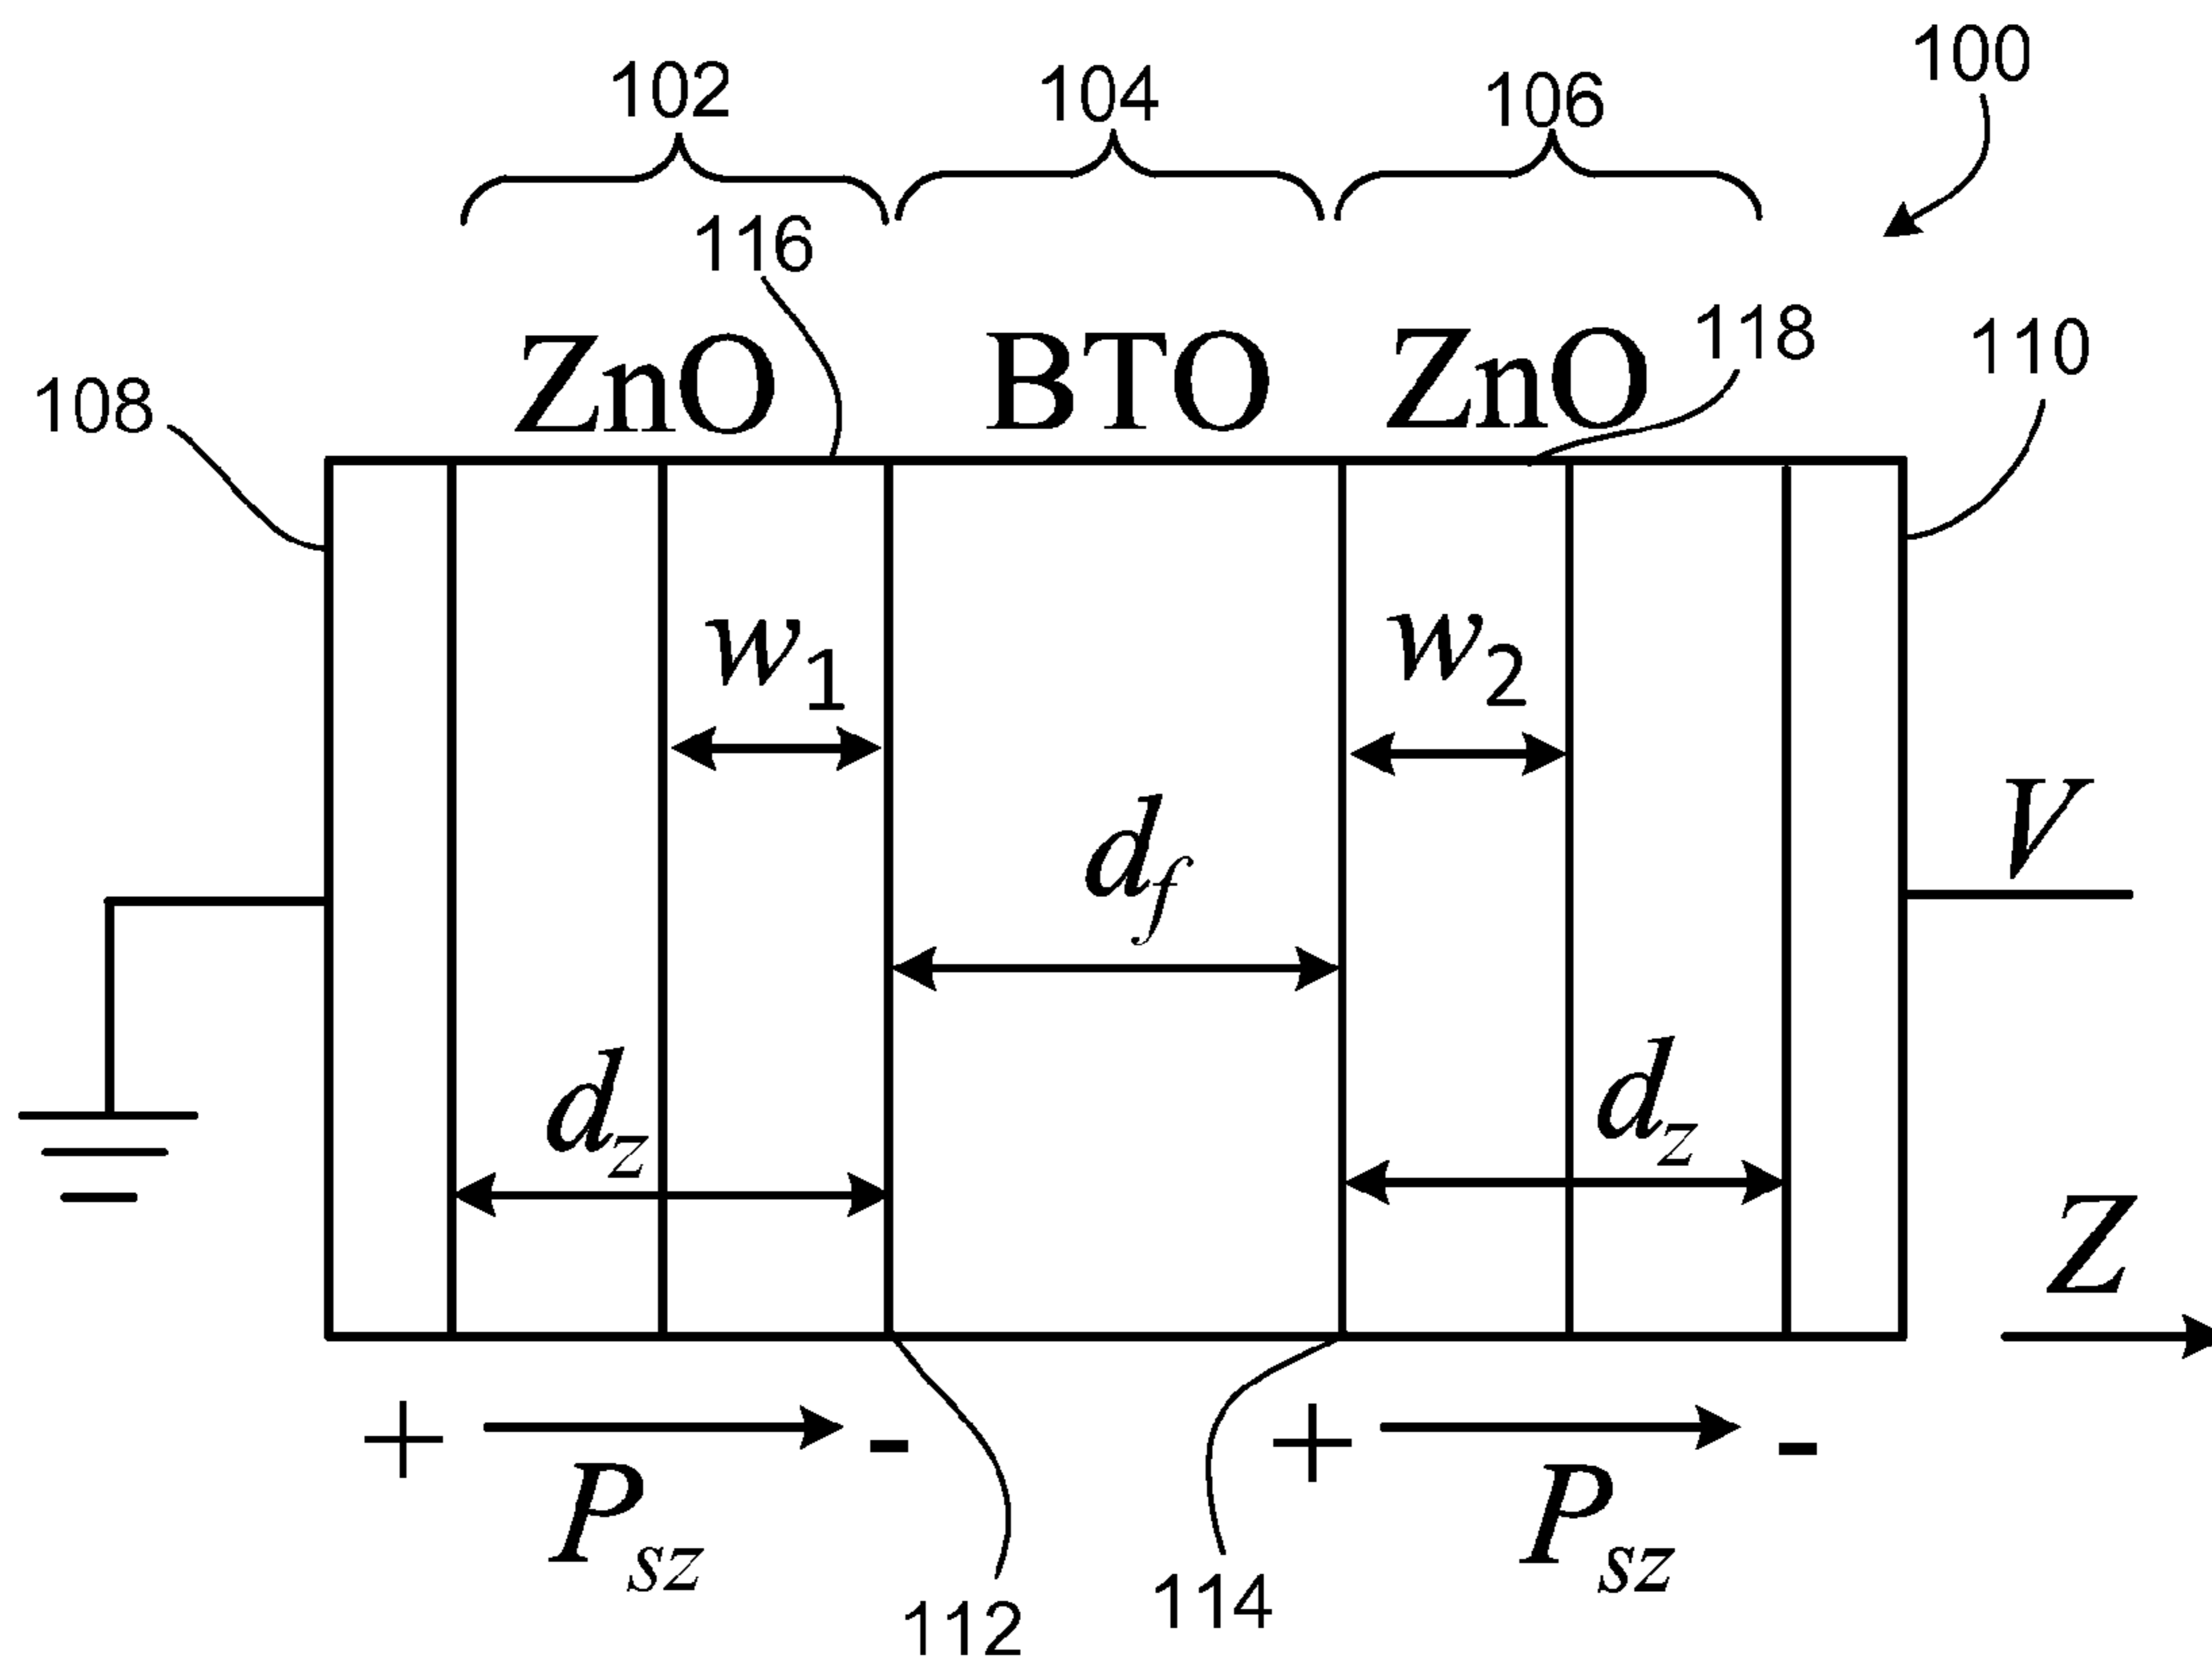 100
102 104 106
116
118
ZnO BTO ZnO
108
110
w1 w2
V
df
dz dz
Z
+ - + -
Psz Psz
112 114